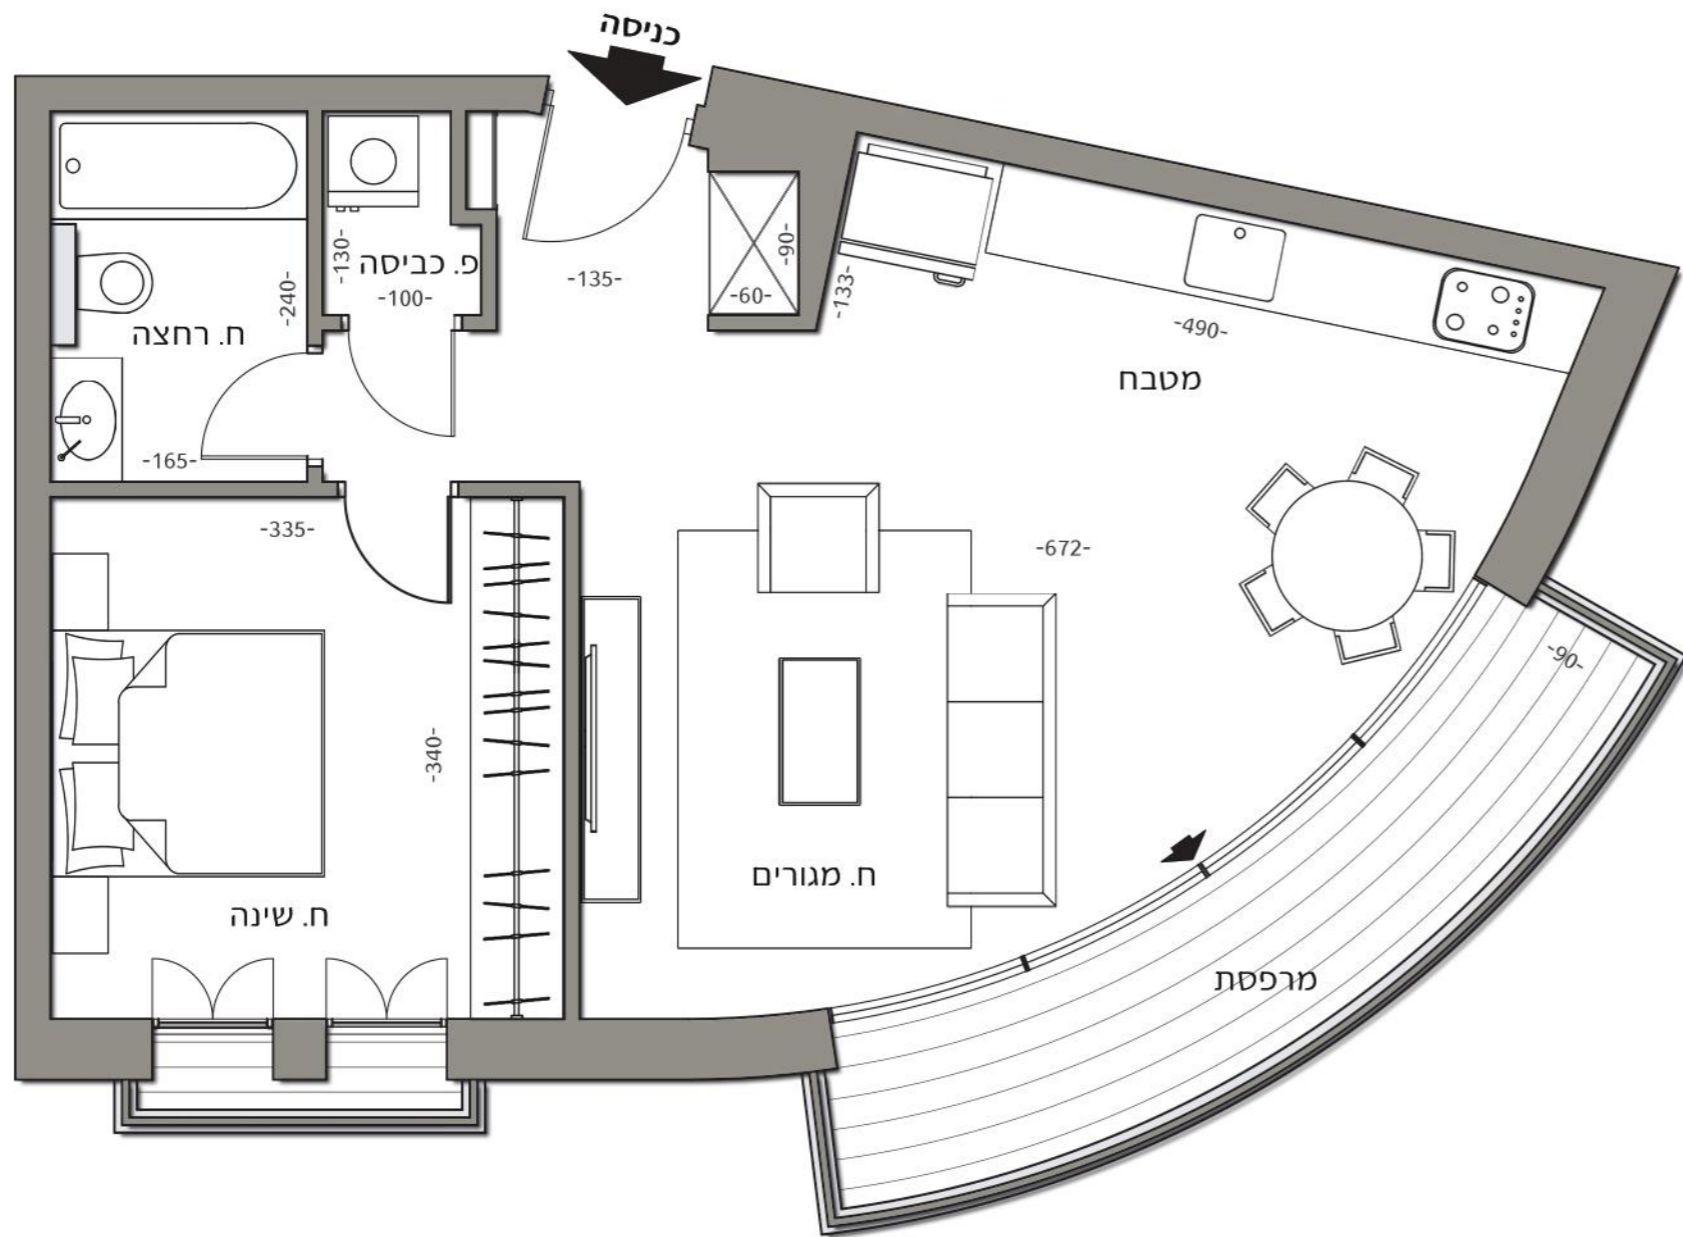 כניסה
-130-
פ. כביסה
-100-
-240-
ח. רחצה
-165-
-135-
-90-
-60-
-133-
-490-
מטבח
-335-
-672-
-340-
-90-
ח. מגורים
ח. שינה
מרפסת